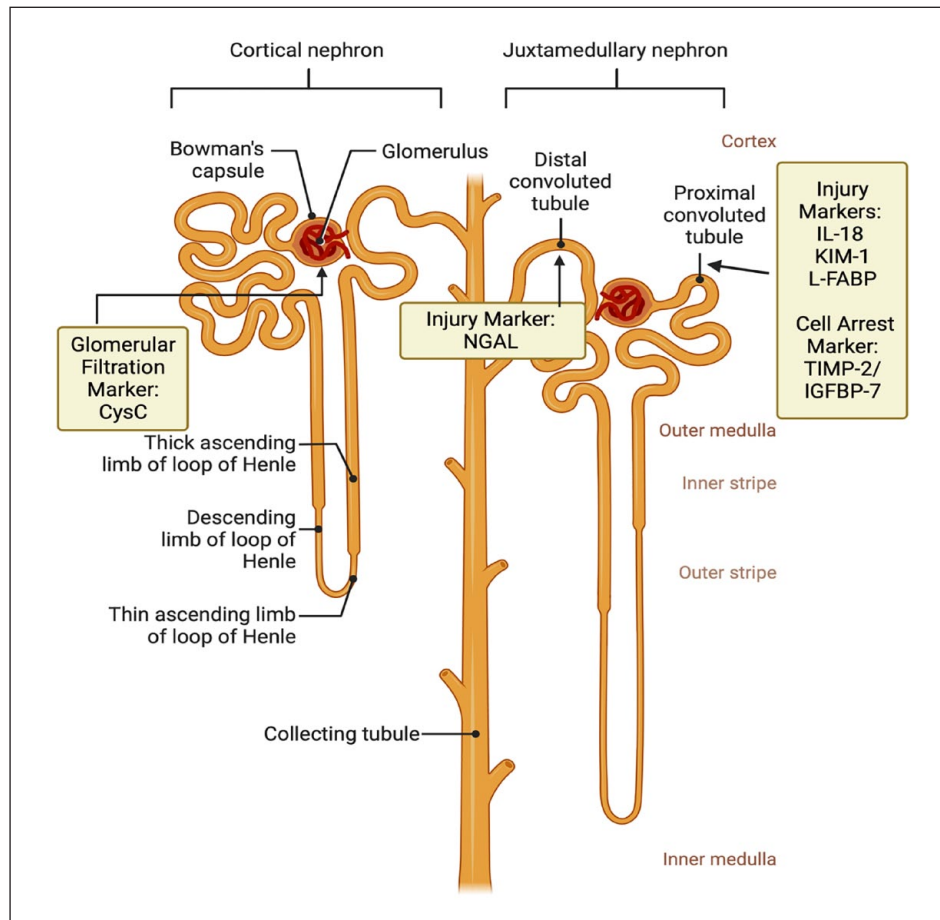 Cortical nephron
Juxtamedullary nephron
Bowman's
capsule
Glomerulus
Distal
convoluted
tubule
Cortex
Proximal
convoluted
tubule
Injury
Markers:
IL-18
KIM-1
L-FABP
Cell Arrest
Marker:
TIMP-2/
IGFBP-7
Injury Marker:
NGAL
Glomerular
Filtration
Marker:
CysC
Thick ascending
limb of loop of Henle
Descending
limb of loop of
Henle
Thin ascending limb
of loop of Henle
Outer medulla
Inner stripe
Outer stripe
Collecting tubule
Inner medulla